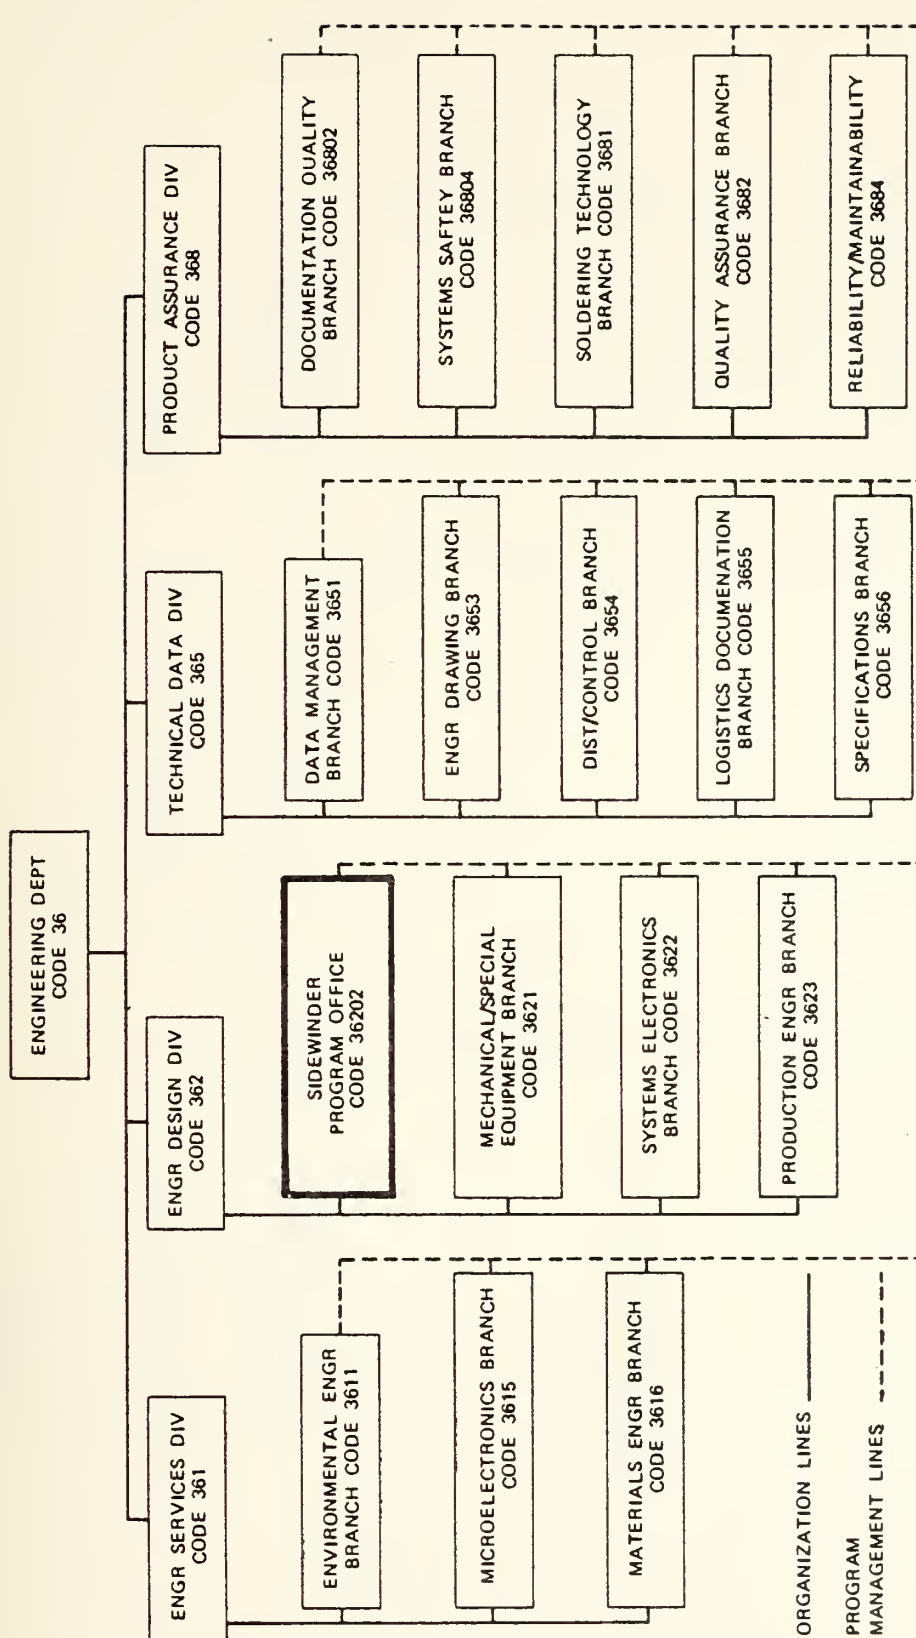 ENGINEERING DEPT
CODE 36
ENGR SERVICES DIV
CODE 361
ENGR DESIGN DIV
CODE 362
TECHNICAL DATA DIV
CODE 365
PRODUCT ASSURANCE DIV
CODE 368
ENVIRONMENTAL ENGR
BRANCH CODE 3611
MICROELECTRONICS BRANCH
CODE 3615
MATERIALS ENGR BRANCH
CODE 3616
SIDEWINDER
PROGRAM OFFICE
CODE 36202
MECHANICAL/SPECIAL
EQUIPMENT BRANCH
CODE 3621
SYSTEMS ELECTRONICS
BRANCH CODE 3622
PRODUCTION ENGR BRANCH
CODE 3623
DATA MANAGEMENT
BRANCH CODE 3651
ENGR DRAWING BRANCH
CODE 3653
DIST/CONTROL BRANCH
CODE 3654
LOGISTICS DOCUMENATION
BRANCH CODE 3655
SPECIFICATIONS BRANCH
CODE 3656
DOCUMENTATION QUALITY
BRANCH CODE 36802
SYSTEMS SAFTEY BRANCH
CODE 36804
SOLDERING TECHNOLOGY
BRANCH CODE 3681
QUALITY ASSURANCE BRANCH
CODE 3682
RELIABILITY/MAINTAINABILITY
CODE 3684
ORGANIZATION LINES
PROGRAM
MANAGEMENT LINES